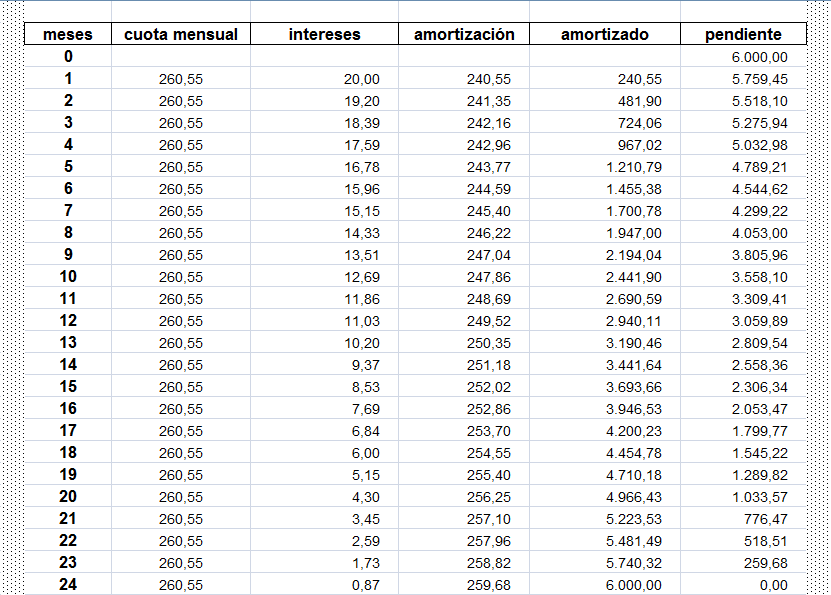 meses cuota mensual intereses amortización amortizado pendiente
0 6.000,00
1 260,55 20,00 240,55 240,55 5.759,45
2 260,55 19,20 241,35 481,90 5.518,10
3 260,55 18,39 242,16 724,06 5.275,94
4 260,55 17,59 242,96 967,02 5.032,98
5 260,55 16,78 243,77 1.210,79 4.789,21
6 260,55 15,96 244,59 1.455,38 4.544,62
7 260,55 15,15 245,40 1.700,78 4.299,22
8 260,55 14,33 246,22 1.947,00 4.053,00
9 260,55 13,51 247,04 2.194,04 3.805,96
10 260,55 12,69 247,86 2.441,90 3.558,10
11 260,55 11,86 248,69 2.690,59 3.309,41
12 260,55 11,03 249,52 2.940,11 3.059,89
13 260,55 10,20 250,35 3.190,46 2.809,54
14 260,55 9,37 251,18 3.441,64 2.558,36
15 260,55 8,53 252,02 3.693,66 2.306,34
16 260,55 7,69 252,86 3.946,53 2.053,47
17 260,55 6,84 253,70 4.200,23 1.799,77
18 260,55 6,00 254,55 4.454,78 1.545,22
19 260,55 5,15 255,40 4.710,18 1.289,82
20 260,55 4,30 256,25 4.966,43 1.033,57
21 260,55 3,45 257,10 5.223,53 776,47
22 260,55 2,59 257,96 5.481,49 518,51
23 260,55 1,73 258,82 5.740,32 259,68
24 260,55 0,87 259,68 6.000,00 0,00